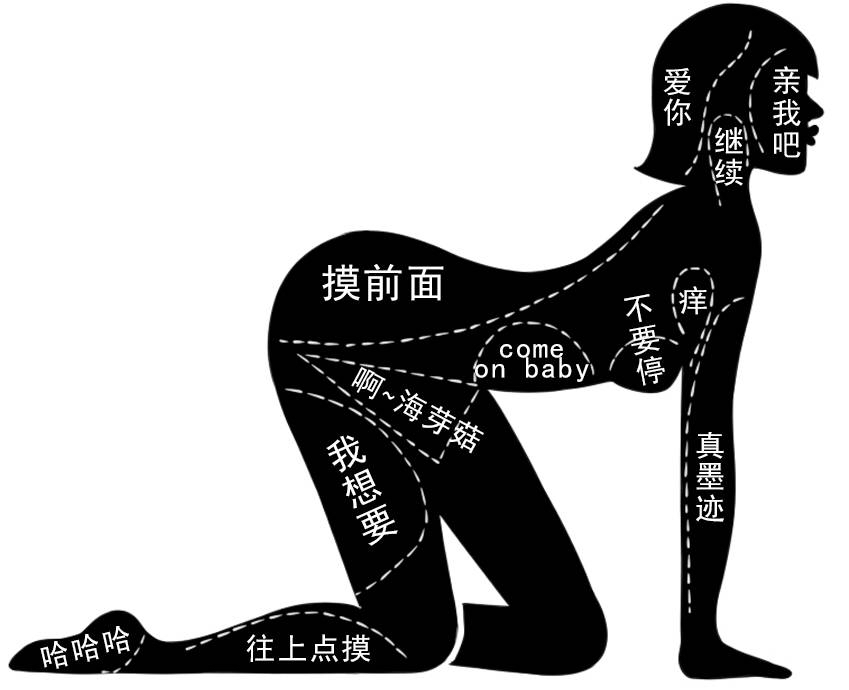 爱你
亲我吧
继续
摸前面
痒
不要停
come
on baby
啊~海芽菇
我想要
真墨迹
哈哈哈
往上点摸